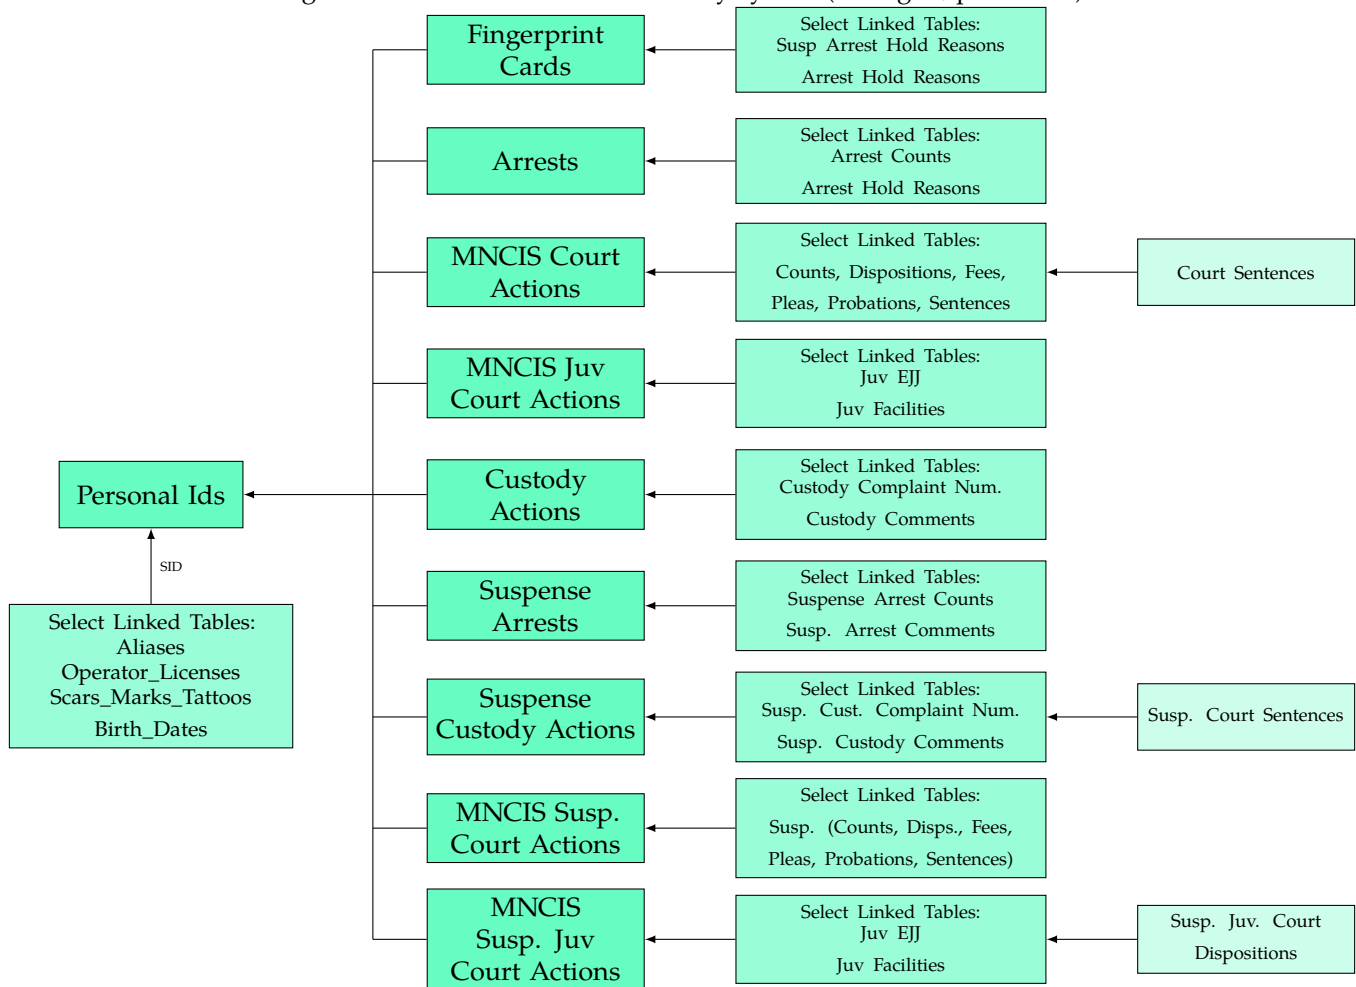 Fingerprint
Cards
Select Linked Tables:
Susp Arrest Hold Reasons
Arrest Hold Reasons
Arrests
Select Linked Tables:
Arrest Counts
Arrest Hold Reasons
MNCIS Court
Actions
Select Linked Tables:
Counts, Dispositions, Fees,
Pleas, Probations, Sentences
Court Sentences
MNCIS Juv
Court Actions
Select Linked Tables:
Juv EJJ
Juv Facilities
Personal Ids
SID
Select Linked Tables:
Aliases
Operator_Licenses
Scars_Marks_Tattoos
Birth_Dates
Custody
Actions
Select Linked Tables:
Custody Complaint Num.
Custody Comments
Suspense
Arrests
Select Linked Tables:
Suspense Arrest Counts
Susp. Arrest Comments
Suspense
Custody Actions
Select Linked Tables:
Susp. Cust. Complaint Num.
Susp. Custody Comments
Susp. Court Sentences
MNCIS Susp.
Court Actions
Select Linked Tables:
Susp. (Counts, Disps., Fees,
Pleas, Probations, Sentences)
MNCIS
Susp. Juv
Court Actions
Select Linked Tables:
Juv EJJ
Juv Facilities
Susp. Juv. Court
Dispositions